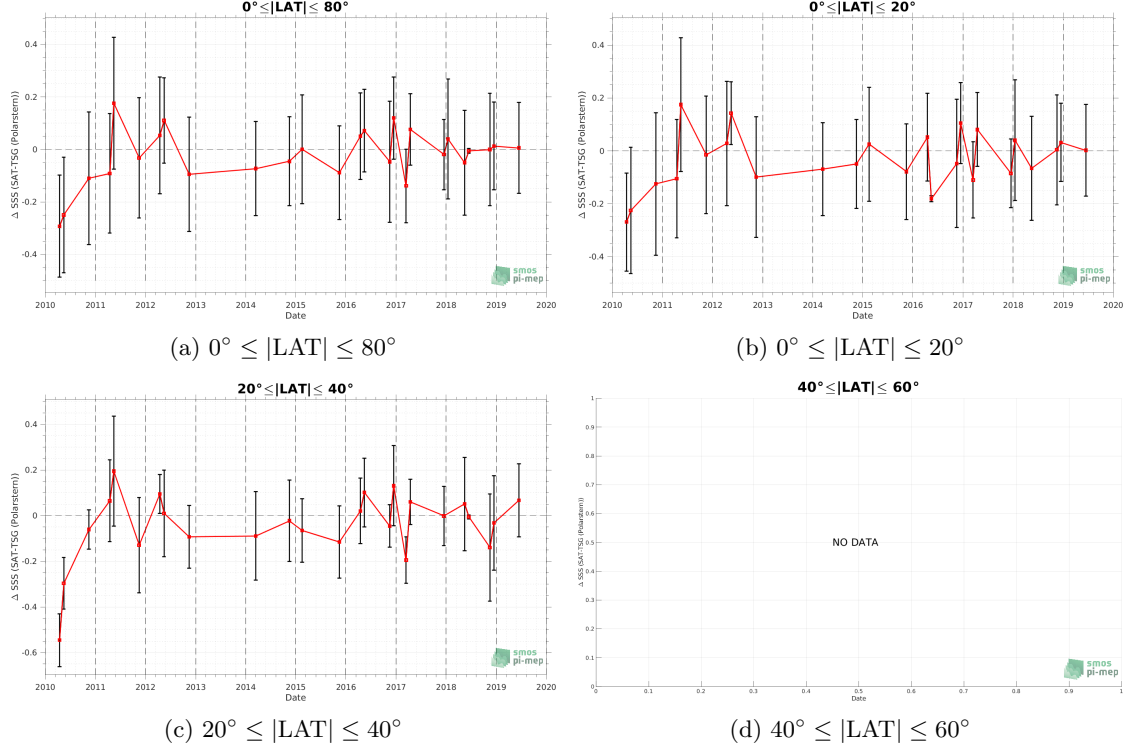 0°≤|LAT|≤ 80°
Δ SSS (SAT-TSG (Polarstern))
0.4
0.2
0
-0.2
-0.4
2010 2011 2012 2013 2014 2015 2016 2017 2018 2019 2020
Date
smos
pi-mep
(a) 0° ≤ |LAT| ≤ 80°
0°≤|LAT|≤ 20°
Δ SSS (SAT-TSG (Polarstern))
0.4
0.2
0
-0.2
-0.4
2010 2011 2012 2013 2014 2015 2016 2017 2018 2019 2020
Date
smos
pi-mep
(b) 0° ≤ |LAT| ≤ 20°
20°≤|LAT|≤ 40°
Δ SSS (SAT-TSG (Polarstern))
0.4
0.2
0
-0.2
-0.4
-0.6
2010 2011 2012 2013 2014 2015 2016 2017 2018 2019 2020
Date
smos
pi-mep
(c) 20° ≤ |LAT| ≤ 40°
40°≤|LAT|≤ 60°
Δ SSS (SAT-TSG (Polarstern))
1
0.9
0.8
0.7
0.6
0.5
0.4
0.3
0.2
0.1
0
NO DATA
0 0.1 0.2 0.3 0.4 0.5 0.6 0.7 0.8 0.9 1
Date
smos
pi-mep
(d) 40° ≤ |LAT| ≤ 60°